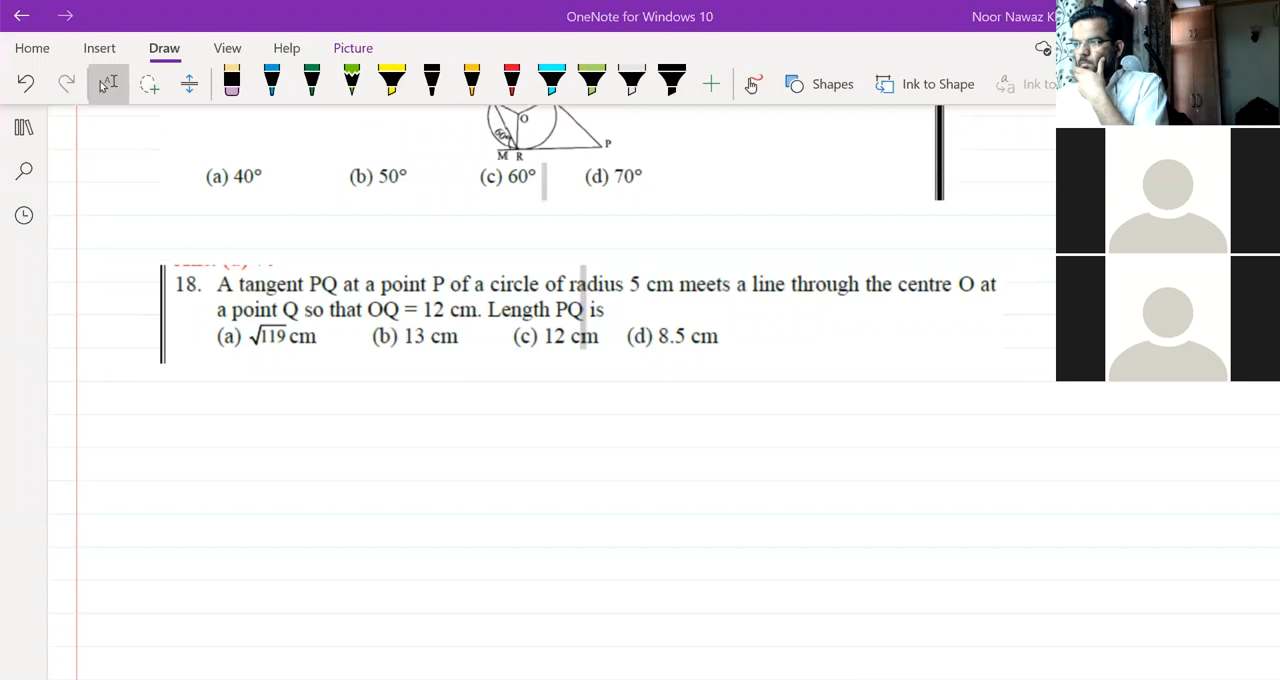 OneNote for Windows 10
Noor Nawaz K
Home Insert Draw View Help Picture
Shapes Ink to Shape Ink to
O
M R P
(a) 40° (b) 50° (c) 60° (d) 70°
18. A tangent PQ at a point P of a circle of radius 5 cm meets a line through the centre O at
a point Q so that OQ = 12 cm. Length PQ is
(a) √119 cm (b) 13 cm (c) 12 cm (d) 8.5 cm